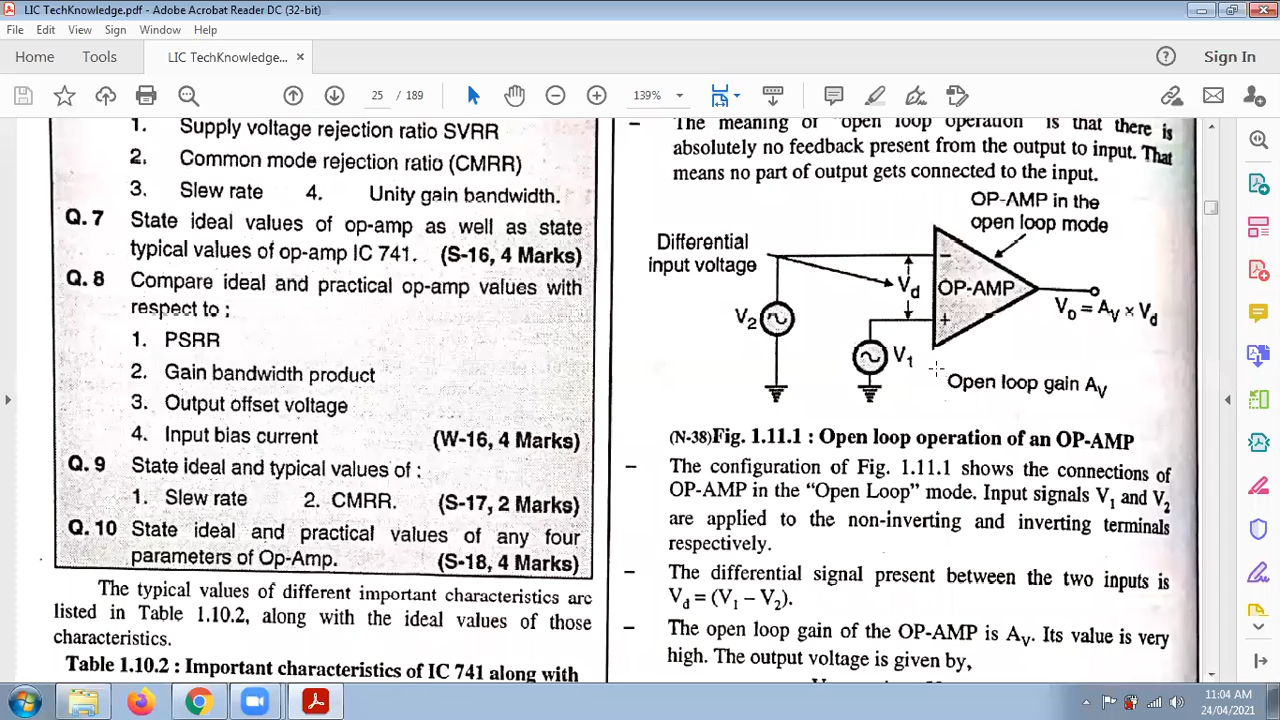 LIC TechKnowledge.pdf - Adobe Acrobat Reader DC (32-bit)
File Edit View Sign Window Help
Home Tools LIC TechKnowledge... × Sign In
25 / 189 139%
1. Supply voltage rejection ratio SVRR
2. Common mode rejection ratio (CMRR)
3. Slew rate 4. Unity gain bandwidth.
Q. 7 State ideal values of op-amp as well as state
typical values of op-amp IC 741. (S-16, 4 Marks)
Q. 8 Compare ideal and practical op-amp values with
respect to :
1. PSRR
2. Gain bandwidth product
3. Output offset voltage
4. Input bias current (W-16, 4 Marks)
Q. 9 State ideal and typical values of :
1. Slew rate 2. CMRR. (S-17, 2 Marks)
Q. 10 State ideal and practical values of any four
parameters of Op-Amp. (S-18, 4 Marks)
The typical values of different important characteristics are
listed in Table 1.10.2, along with the ideal values of those
characteristics.
Table 1.10.2 : Important characteristics of IC 741 along with
– The meaning of "open loop operation" is that there is
absolutely no feedback present from the output to input. That
means no part of output gets connected to the input.
OP-AMP in the
open loop mode
Differential
input voltage
Vd
–
OP-AMP
+
V2
V1
Vo = AV × Vd
Open loop gain AV
(N-38)Fig. 1.11.1 : Open loop operation of an OP-AMP
– The configuration of Fig. 1.11.1 shows the connections of
OP-AMP in the "Open Loop" mode. Input signals V1 and V2
are applied to the non-inverting and inverting terminals
respectively.
– The differential signal present between the two inputs is
Vd = (V1 – V2).
– The open loop gain of the OP-AMP is AV. Its value is very
high. The output voltage is given by,
11:04 AM
24/04/2021